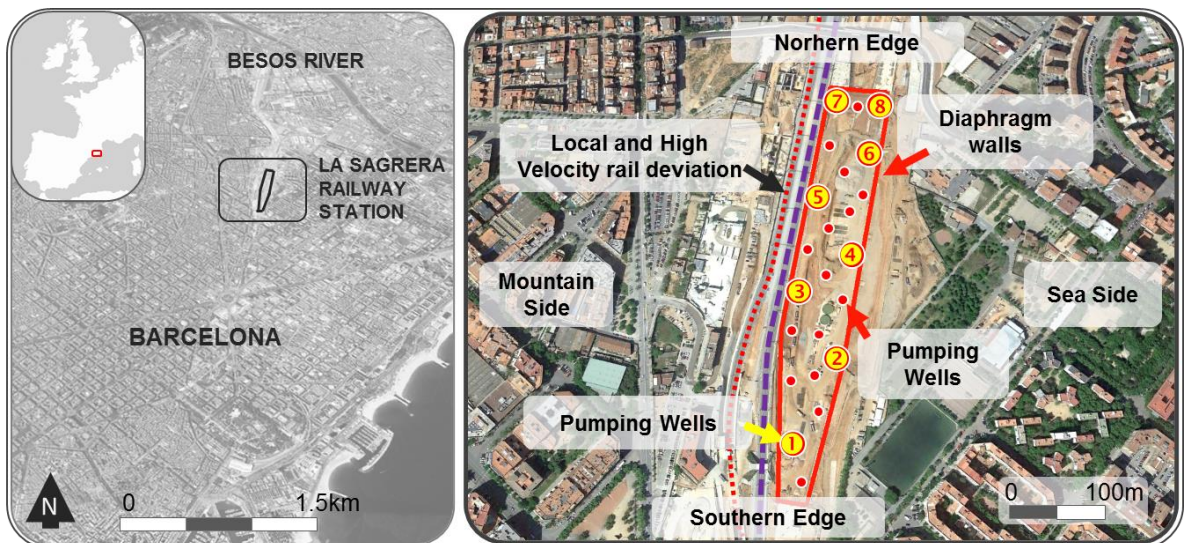 BESOS RIVER
LA SAGRERA
RAILWAY
STATION
BARCELONA
N
0
1.5km
Norhern Edge
7
8
Diaphragm
walls
Local and High
Velocity rail deviation
6
5
4
Mountain
Side
3
Sea Side
2
Pumping
Wells
Pumping Wells
1
0
100m
Southern Edge